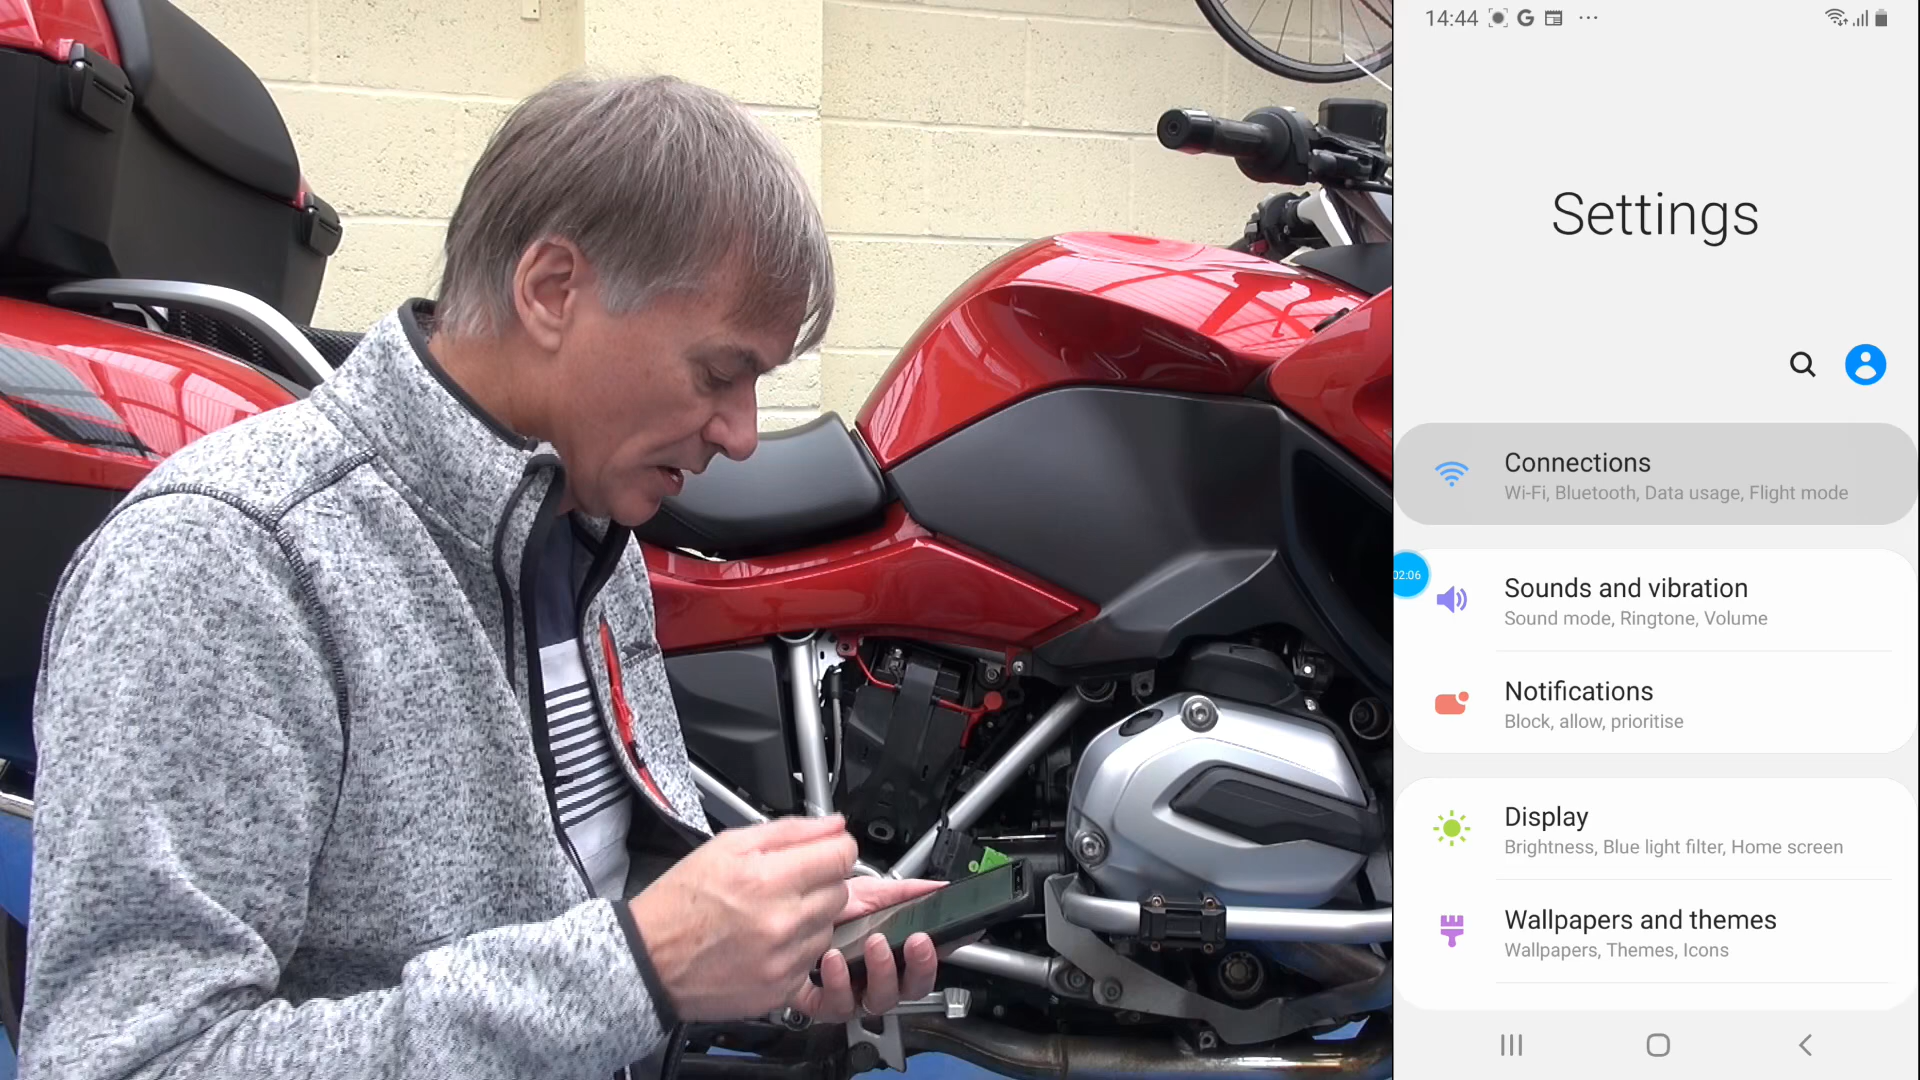 14:44
Settings
Connections
Wi-Fi, Bluetooth, Data usage, Flight mode
02:06
Sounds and vibration
Sound mode, Ringtone, Volume
Notifications
Block, allow, prioritise
Display
Brightness, Blue light filter, Home screen
Wallpapers and themes
Wallpapers, Themes, Icons